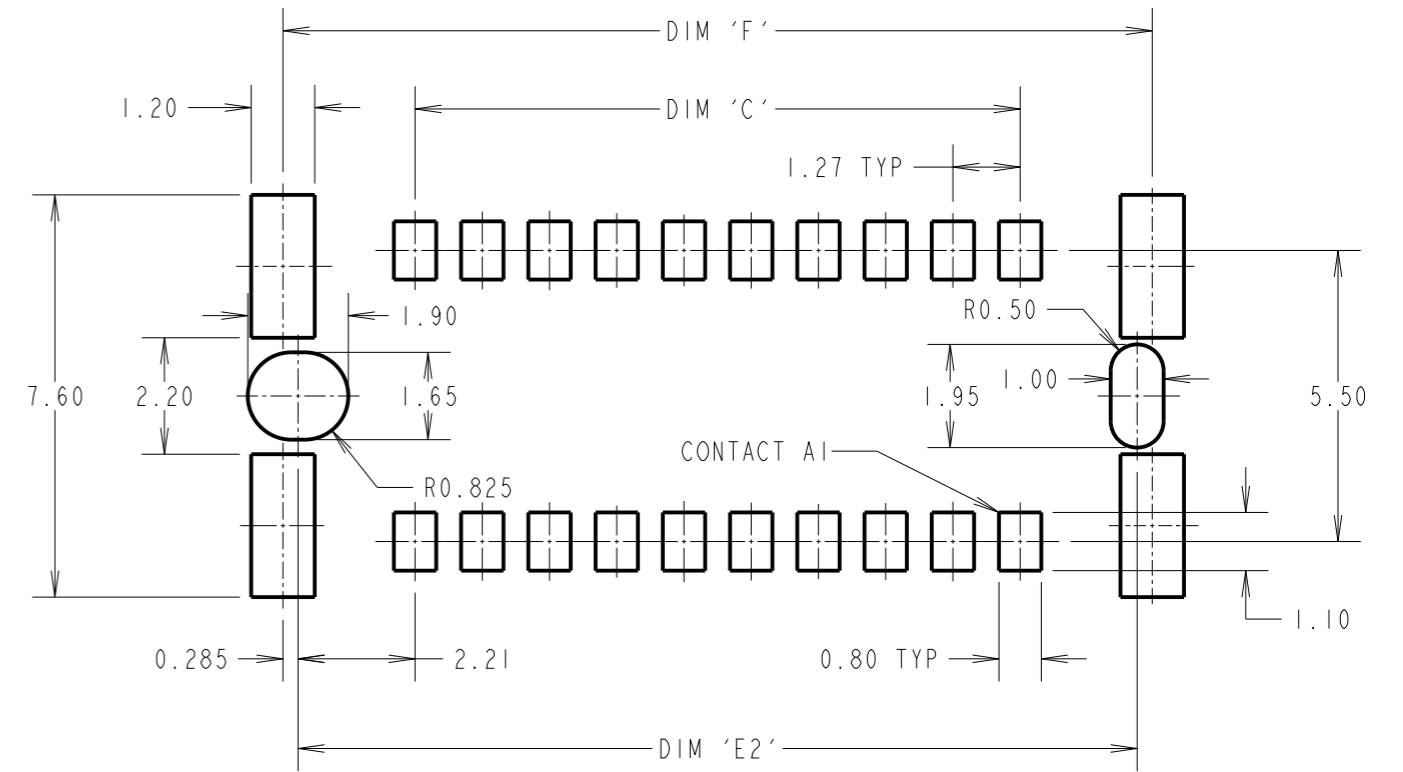 DIM 'F'
1.20
DIM 'C'
1.27 TYP
1.90
R0.50
7.60
2.20
1.65
1.95
1.00
5.50
CONTACT A1
R0.825
1.10
0.285
2.21
0.80 TYP
DIM 'E2'